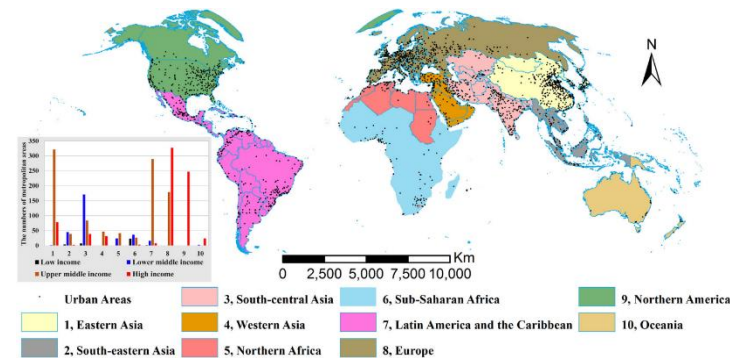 N
The numbers of metropolitan areas
350
300
250
200
150
100
50
0
1 2 3 4 5 6 7 8 9 10
Low income Lower middle income
Upper middle income High income
Km
0 2,500 5,000 7,500 10,000
Urban Areas 3, South-central Asia 6, Sub-Saharan Africa 9, Northern America
1, Eastern Asia 4, Western Asia 7, Latin America and the Caribbean 10, Oceania
2, South-eastern Asia 5, Northern Africa 8, Europe